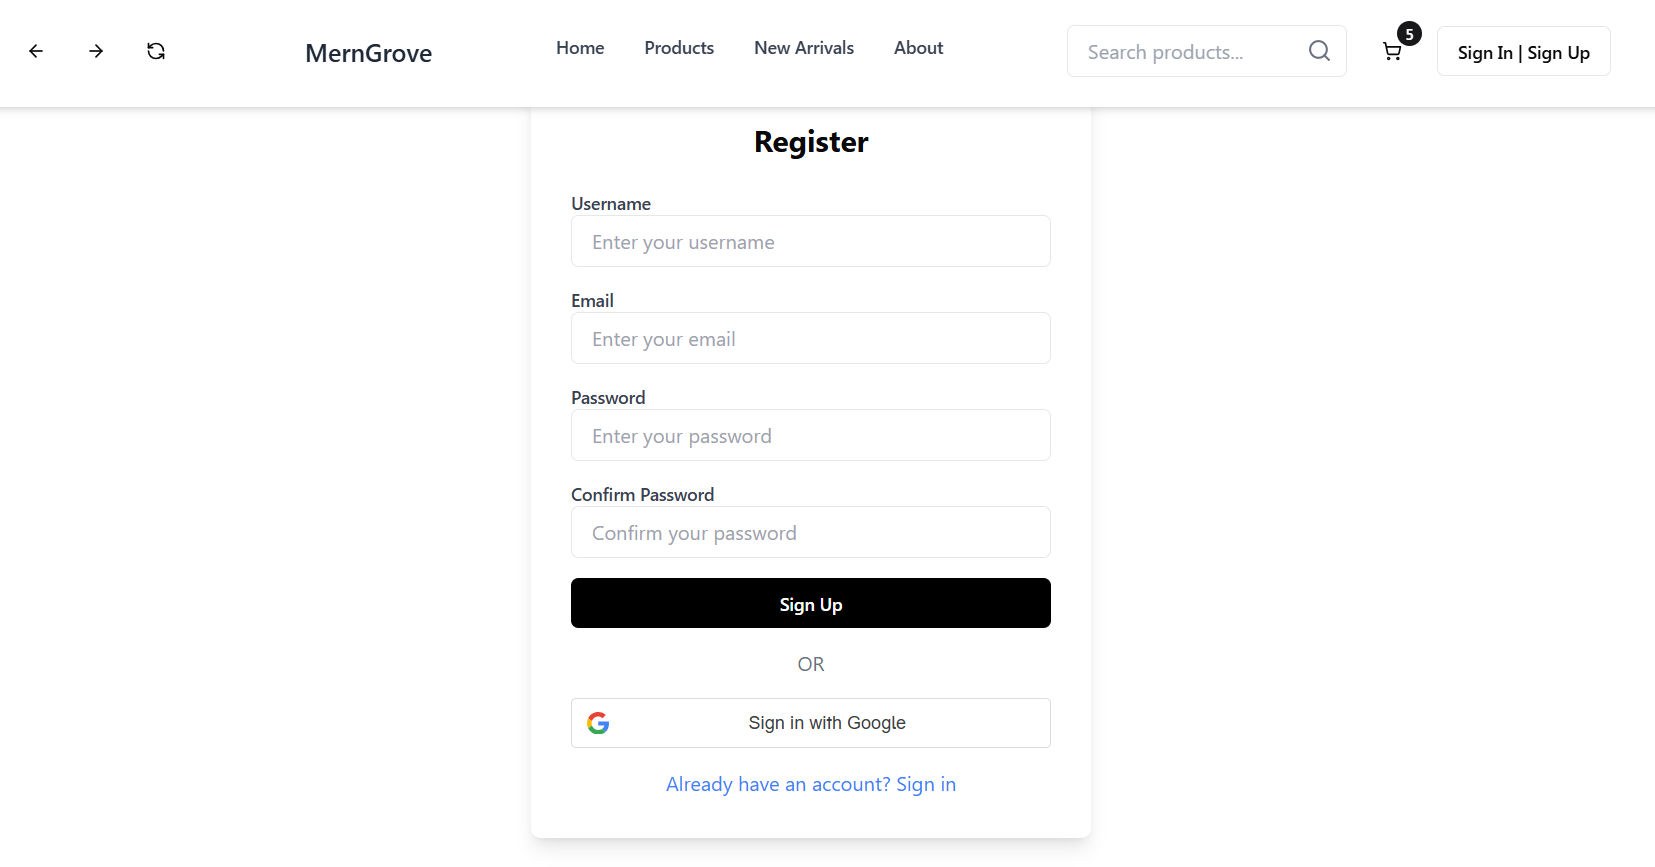 MernGrove
Home
Products
New Arrivals
About
Search products...
5
Sign In | Sign Up
Register
Username
Enter your username
Email
Enter your email
Password
Enter your password
Confirm Password
Confirm your password
Sign Up
OR
Sign in with Google
Already have an account? Sign in